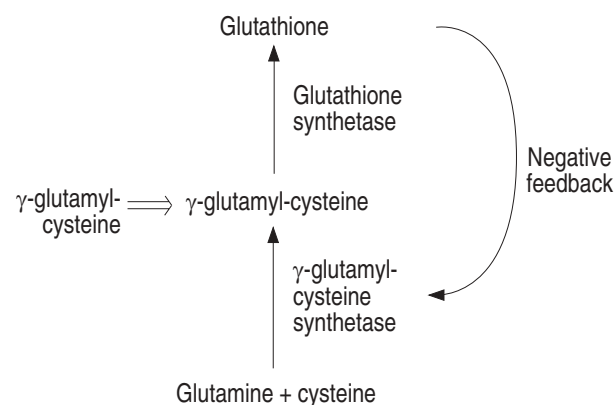 Glutathione
Glutathione
synthetase
Negative
feedback
γ-glutamyl-
cysteine
γ-glutamyl-cysteine
γ-glutamyl-
cysteine
synthetase
Glutamine + cysteine